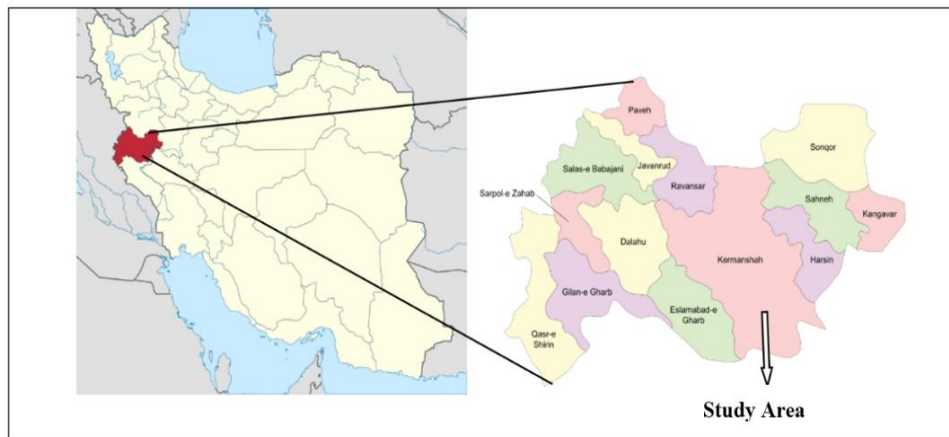 Paveh
Sonqor
Javanrud
Salas-e Babajani
Ravansar
Sarpol-e Zahab
Sahneh
Kangavar
Dalahu
Kermanshah
Harsin
Gilan-e Gharb
Eslamabad-e
Gharb
Qasr-e
Shirin
Study Area